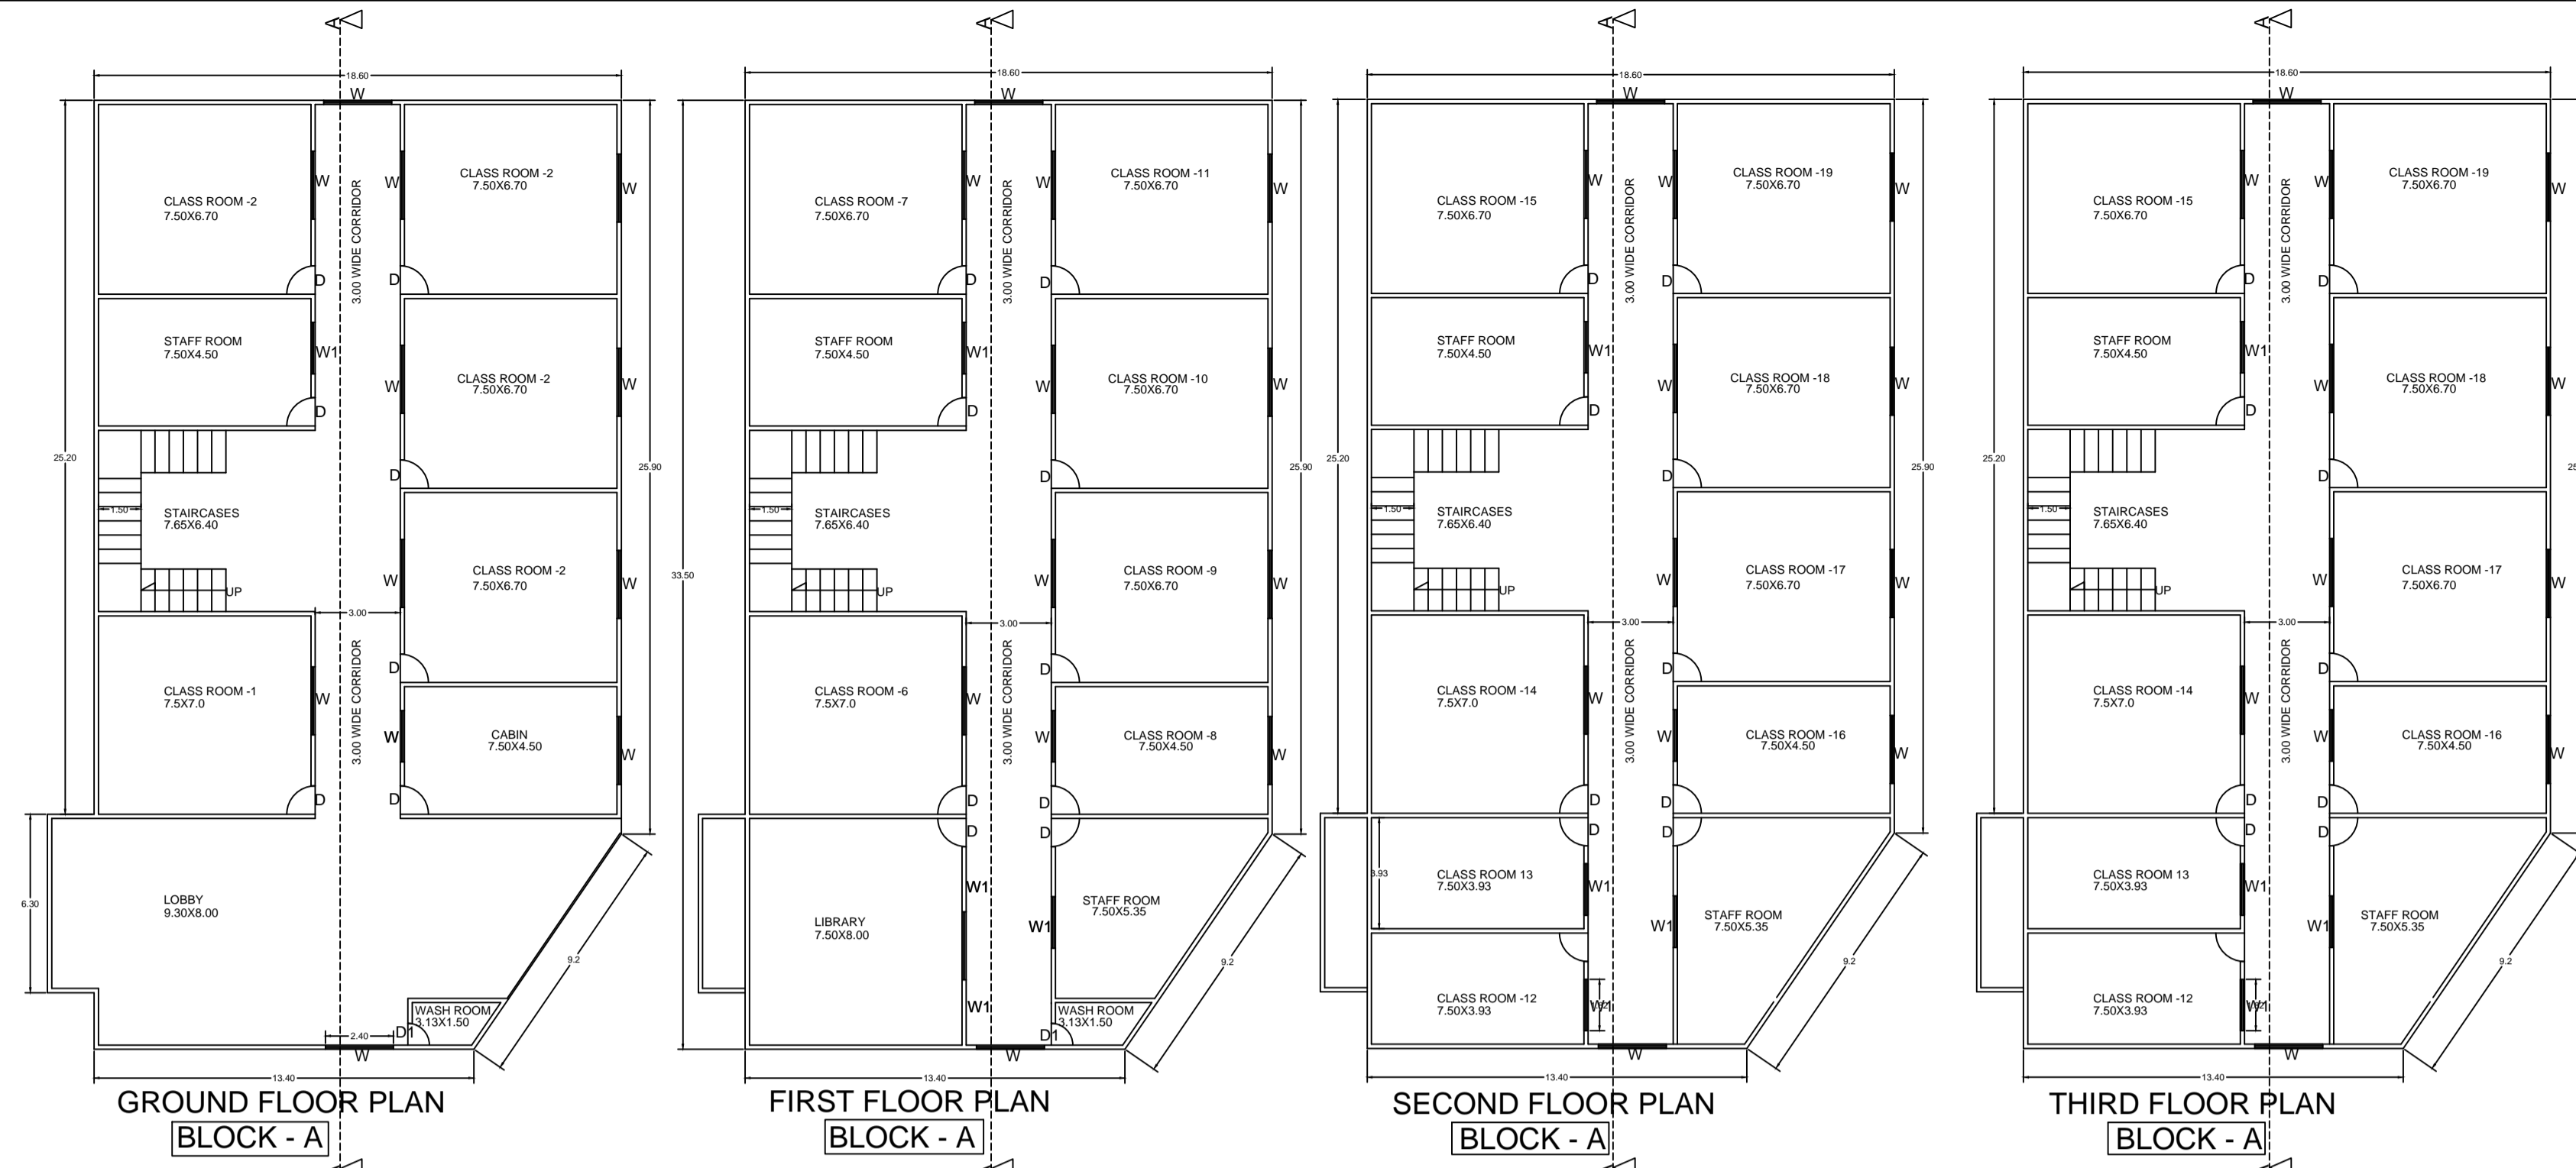 A
18.60
W
CLASS ROOM -2
7.50X6.70
W
W
3.00 WIDE CORRIDOR
CLASS ROOM -2
7.50X6.70
W
D
D
STAFF ROOM
7.50X4.50
W1
D
W
CLASS ROOM -2
7.50X6.70
W
D
25.20
25.90
1.50
STAIRCASES
7.65X6.40
UP
W
CLASS ROOM -2
7.50X6.70
W
D
3.00
CLASS ROOM -1
7.5X7.0
W
D
3.00 WIDE CORRIDOR
W
CABIN
7.50X4.50
W
D
6.30
LOBBY
9.30X8.00
9.2
WASH ROOM
3.13X1.50
D1
2.40
W
13.40
GROUND FLOOR PLAN
BLOCK - A
A
18.60
W
CLASS ROOM -7
7.50X6.70
W
W
3.00 WIDE CORRIDOR
CLASS ROOM -11
7.50X6.70
W
D
D
STAFF ROOM
7.50X4.50
W1
D
W
CLASS ROOM -10
7.50X6.70
W
D
33.50
25.90
1.50
STAIRCASES
7.65X6.40
UP
W
CLASS ROOM -9
7.50X6.70
W
D
3.00
CLASS ROOM -6
7.5X7.0
W
D
3.00 WIDE CORRIDOR
W
CLASS ROOM -8
7.50X4.50
W
D
D
D
LIBRARY
7.50X8.00
W1
W1
W1
STAFF ROOM
7.50X5.35
9.2
WASH ROOM
3.13X1.50
D1
W
13.40
FIRST FLOOR PLAN
BLOCK - A
A
18.60
W
CLASS ROOM -15
7.50X6.70
W
W
3.00 WIDE CORRIDOR
CLASS ROOM -19
7.50X6.70
W
D
D
STAFF ROOM
7.50X4.50
W1
D
W
CLASS ROOM -18
7.50X6.70
W
D
25.20
25.90
1.50
STAIRCASES
7.65X6.40
UP
W
CLASS ROOM -17
7.50X6.70
W
D
3.00
CLASS ROOM -14
7.5X7.0
W
D
3.00 WIDE CORRIDOR
W
CLASS ROOM -16
7.50X4.50
W
D
D
D
3.93
CLASS ROOM 13
7.50X3.93
W1
W1
STAFF ROOM
7.50X5.35
9.2
CLASS ROOM -12
7.50X3.93
W1
W
13.40
SECOND FLOOR PLAN
BLOCK - A
A
18.60
W
CLASS ROOM -15
7.50X6.70
W
W
3.00 WIDE CORRIDOR
CLASS ROOM -19
7.50X6.70
W
D
D
STAFF ROOM
7.50X4.50
W1
D
W
CLASS ROOM -18
7.50X6.70
W
D
25.20
1.50
STAIRCASES
7.65X6.40
UP
W
CLASS ROOM -17
7.50X6.70
W
D
3.00
CLASS ROOM -14
7.5X7.0
W
D
3.00 WIDE CORRIDOR
W
CLASS ROOM -16
7.50X4.50
W
D
D
D
CLASS ROOM 13
7.50X3.93
W1
W1
STAFF ROOM
7.50X5.35
9.2
CLASS ROOM -12
7.50X3.93
W1
W
13.40
THIRD FLOOR PLAN
BLOCK - A